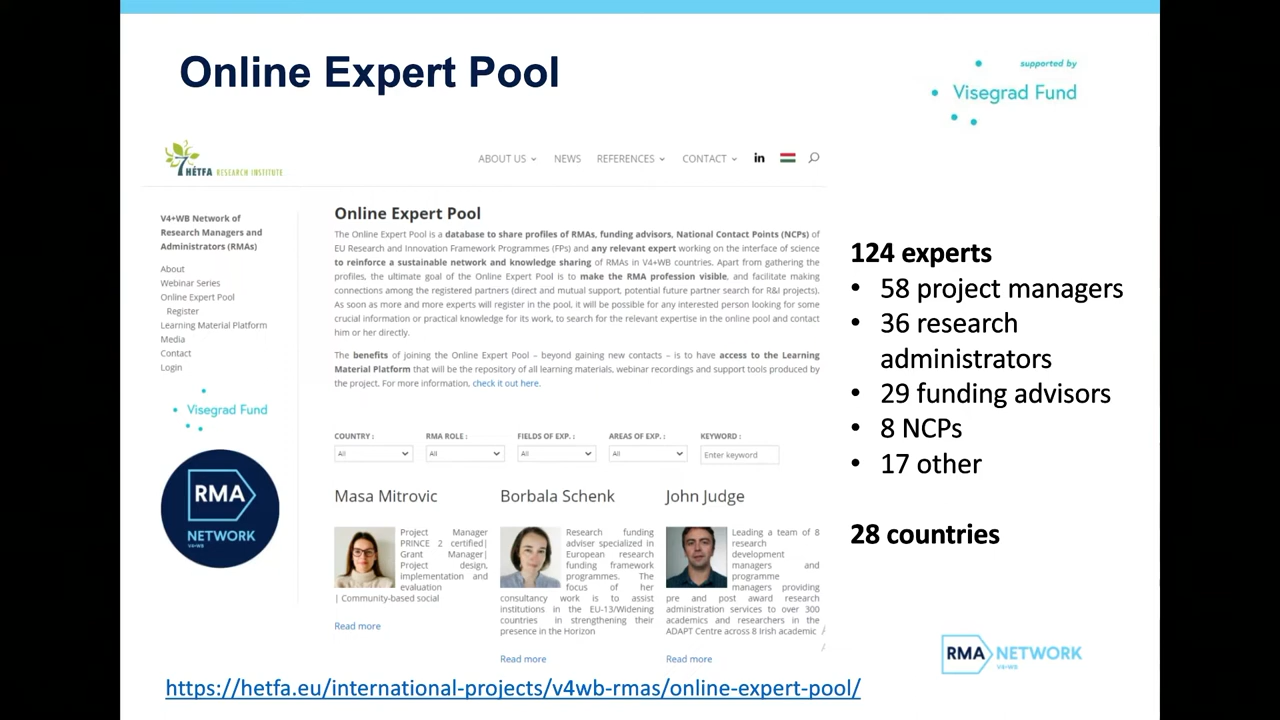 Online Expert Pool
supported by
Visegrad Fund
HÉTFA RESEARCH INSTITUTE
ABOUT US
NEWS
REFERENCES
CONTACT
in
V4+WB Network of
Research Managers and
Administrators (RMAs)
About
Webinar Series
Online Expert Pool
Register
Learning Material Platform
Media
Contact
Login
Visegrad Fund
RMA
NETWORK
V4-WB
Online Expert Pool
The Online Expert Pool is a database to share profiles of RMAs, funding advisors, National Contact Points (NCPs) of
EU Research and Innovation Framework Programmes (FPs) and any relevant expert working on the interface of science
to reinforce a sustainable network and knowledge sharing of RMAs in V4+WB countries. Apart from gathering the
profiles, the ultimate goal of the Online Expert Pool is to make the RMA profession visible, and facilitate making
connections among the registered partners (direct and mutual support, potential future partner search for R&I projects).
As soon as more and more experts will register in the pool, it will be possible for any interested person looking for some
crucial information or practical knowledge for its work, to search for the relevant expertise in the online pool and contact
him or her directly.
The benefits of joining the Online Expert Pool – beyond gaining new contacts – is to have access to the Learning
Material Platform that will be the repository of all learning materials, webinar recordings and support tools produced by
the project. For more information, check it out here.
COUNTRY :
RMA ROLE :
FIELDS OF EXP. :
AREAS OF EXP. :
KEYWORD :
All
All
All
All
Enter keyword
Masa Mitrovic
Project Manager
PRINCE 2 certified|
Grant Manager|
Project design,
implementation and
evaluation
| Community-based social
Read more
Borbala Schenk
Research funding
adviser specialized in
European research
funding framework
programmes. The
focus of her
consultancy work is to assist
institutions in the EU-13/Widening
countries in strengthening their
presence in the Horizon
Read more
John Judge
Leading a team of 8
research
development
managers and
programme
managers providing
pre and post award research
administration services to over 300
academics and researchers in the
ADAPT Centre across 8 Irish academic
Read more
124 experts
• 58 project managers
• 36 research
administrators
• 29 funding advisors
• 8 NCPs
• 17 other
28 countries
RMA NETWORK
V4-WB
https://hetfa.eu/international-projects/v4wb-rmas/online-expert-pool/